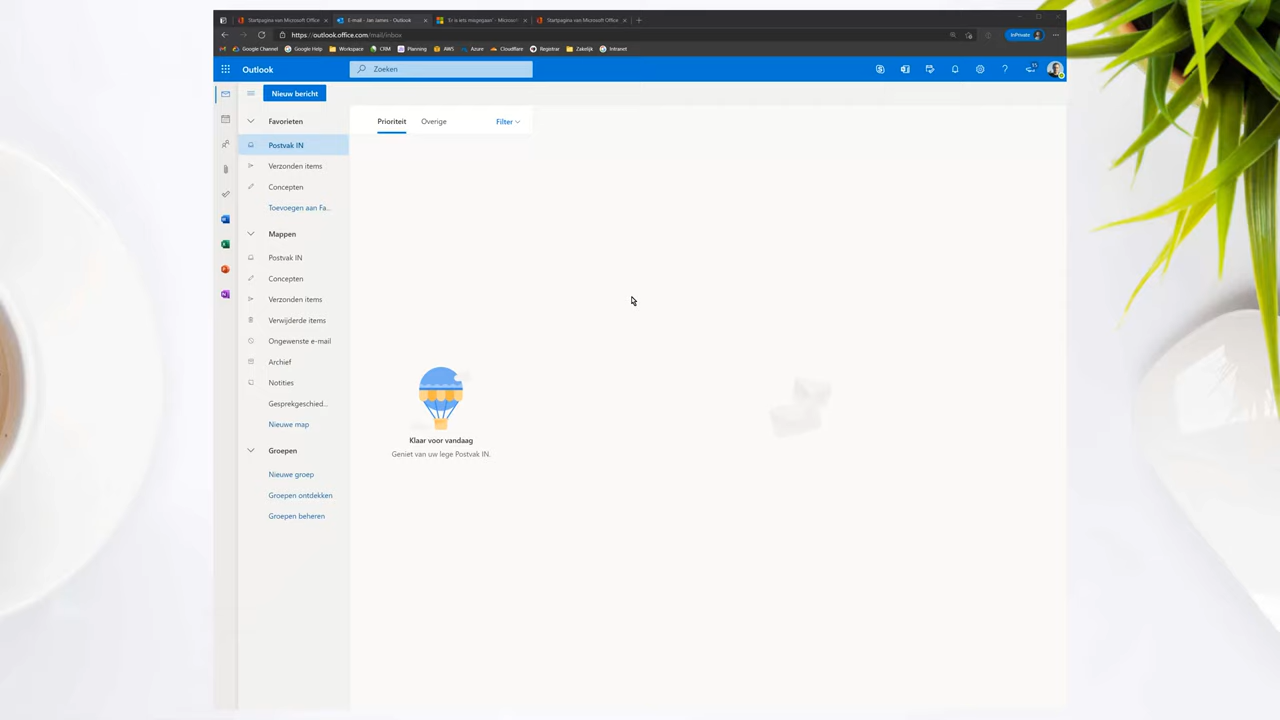 Startpagina van Microsoft Office
E-mail - Jan James - Outlook
'Er is iets misgegaan' - Microso
Startpagina van Microsoft Office
https://outlook.office.com/mail/inbox
InPrivate
Google Channel
Google Help
Workspace
CRM
Planning
AWS
Azure
Cloudflare
Registrar
Zakelijk
Intranet
Outlook
Zoeken
Nieuw bericht
Favorieten
Prioriteit
Overige
Filter
Postvak IN
Verzonden items
Concepten
Toevoegen aan Fa...
Mappen
Postvak IN
Concepten
Verzonden items
Verwijderde items
Ongewenste e-mail
Archief
Notities
Gesprekgeschied...
Nieuwe map
Groepen
Nieuwe groep
Groepen ontdekken
Groepen beheren
Klaar voor vandaag
Geniet van uw lege Postvak IN.